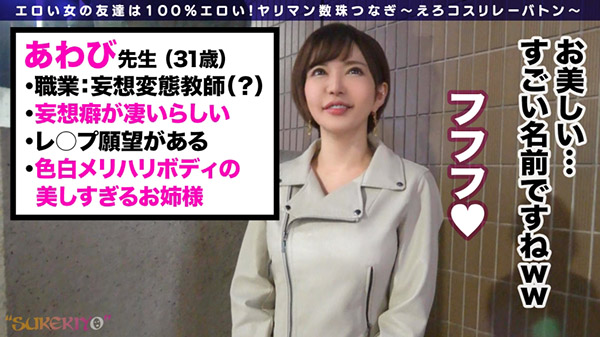 エロい女の友達は100%エロい!ヤリマン数珠つなぎ~えろコスリレーバトン~
あわび先生(31歳)
・職業:妄想変態教師(?)
・妄想癖が凄いらしい
・レ◯プ願望がある
・色白メリハリボディの
美しすぎるお姉様
お美しい…
すごい名前ですねww
フフフ♥
"SUKEKIYO"